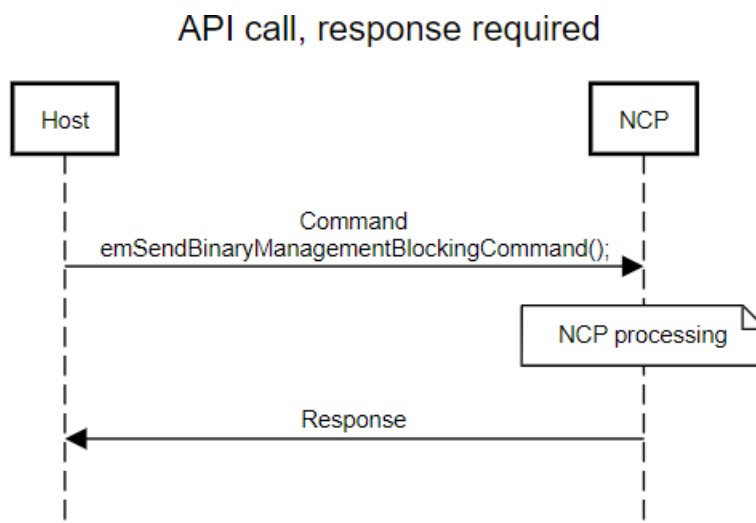 API call, response required
Host
NCP
Command
emSendBinaryManagementBlockingCommand();
NCP processing
Response